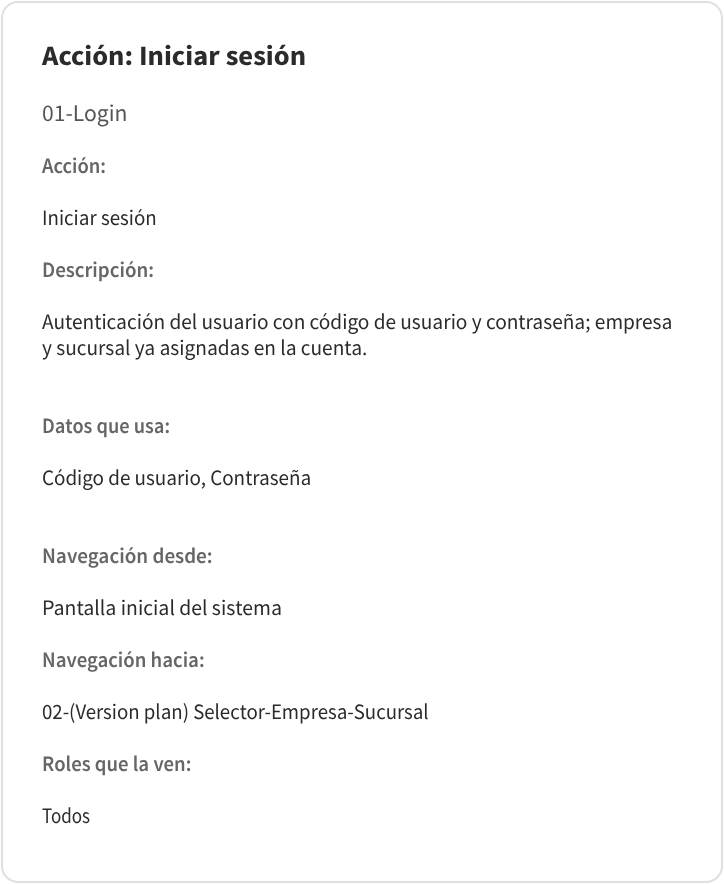 Acción: Iniciar sesión
01-Login
Acción:
Iniciar sesión
Descripción:
Autenticación del usuario con código de usuario y contraseña; empresa
y sucursal ya asignadas en la cuenta.
Datos que usa:
Código de usuario, Contraseña
Navegación desde:
Pantalla inicial del sistema
Navegación hacia:
02-(Version plan) Selector-Empresa-Sucursal
Roles que la ven:
Todos